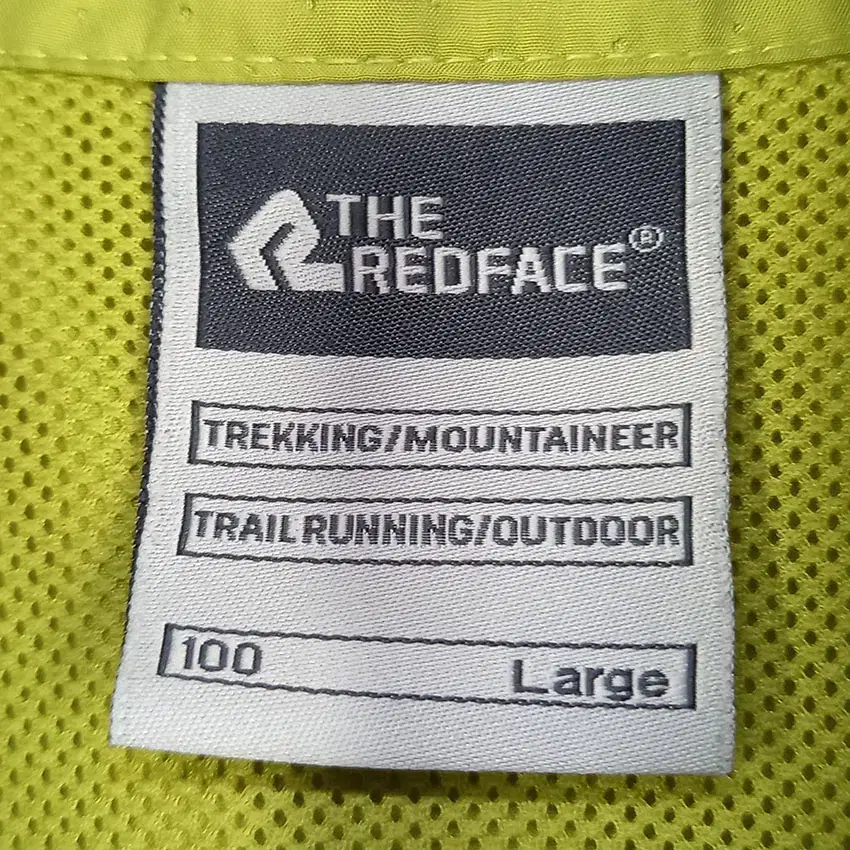 THE
REDFACE®
TREKKING/MOUNTAINEER
TRAIL RUNNING/OUTDOOR
100 Large